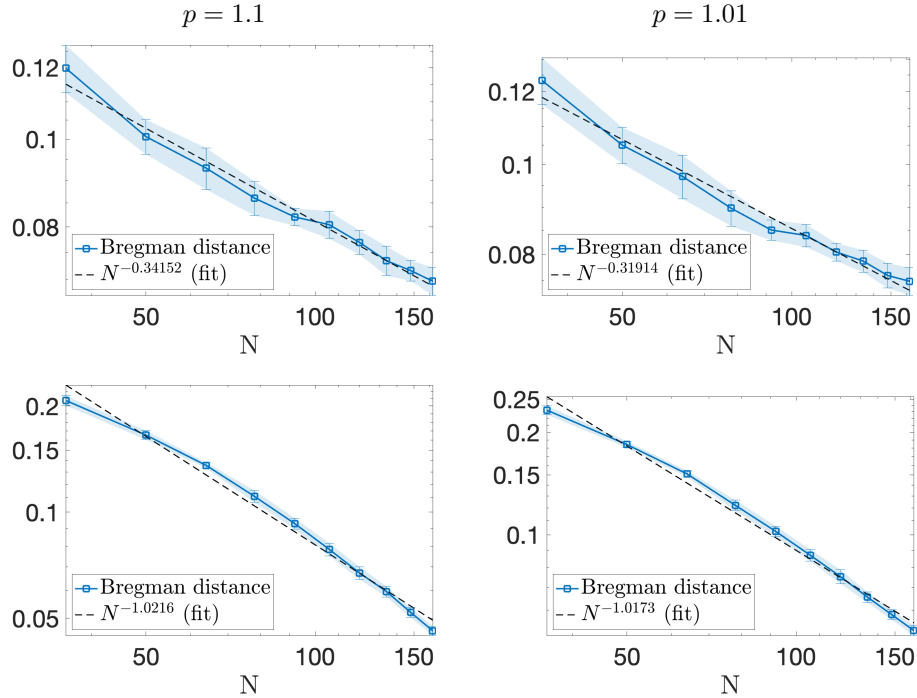 p = 1.1
p = 1.01
0.12
0.1
0.08
Bregman distance
N^{-0.34152} (fit)
50
100
150
N
0.12
0.1
0.08
Bregman distance
N^{-0.31914} (fit)
50
100
150
N
0.2
0.15
0.1
0.05
Bregman distance
N^{-1.0216} (fit)
50
100
150
N
0.25
0.2
0.15
0.1
Bregman distance
N^{-1.0173} (fit)
50
100
150
N